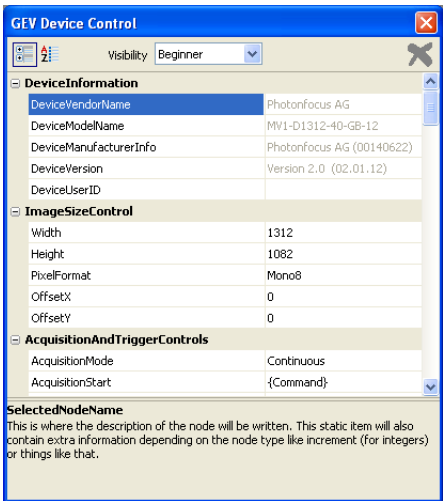 GEV Device Control
Visibility Beginner
DeviceInformation
DeviceVendorName Photonfocus AG
DeviceModelName MV1-D1312-40-GB-12
DeviceManufacturerInfo Photonfocus AG (00140622)
DeviceVersion Version 2.0 (02.01.12)
DeviceUserID
ImageSizeControl
Width 1312
Height 1082
PixelFormat Mono8
OffsetX 0
OffsetY 0
AcquisitionAndTriggerControls
AcquisitionMode Continuous
AcquisitionStart {Command}
SelectedNodeName
This is where the description of the node will be written. This static item will also
contain extra information depending on the node type like increment (for integers)
or things like that.